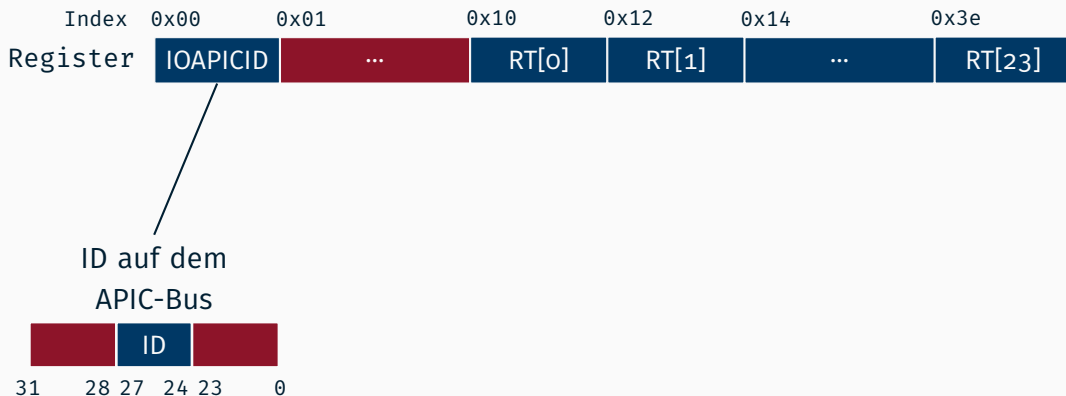 Index 0x00 0x01 0x10 0x12 0x14 0x3e
Register IOAPICID … RT[0] RT[1] … RT[23]
ID auf dem
APIC-Bus
ID
31 28 27 24 23 0